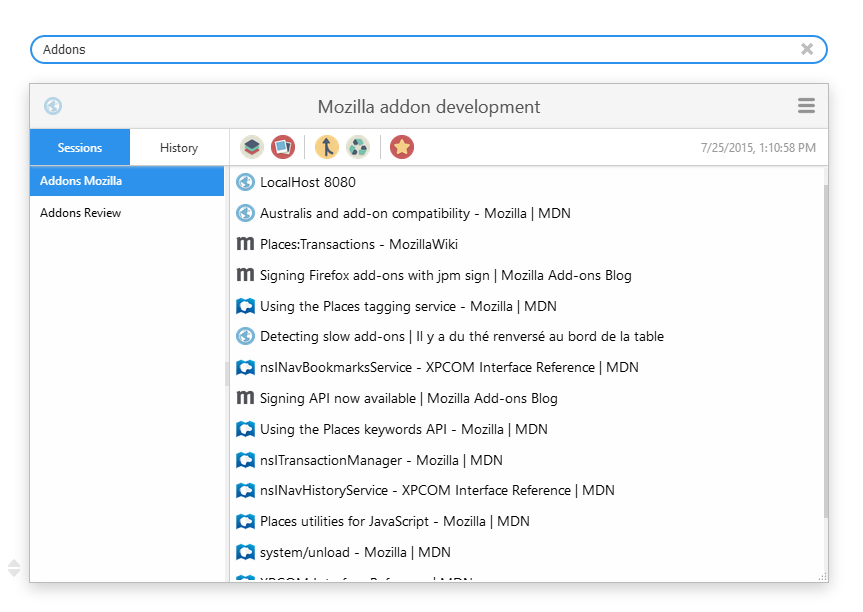 Addons
Mozilla addon development
Sessions
History
7/25/2015, 1:10:58 PM
Addons Mozilla
Addons Review
LocalHost 8080
Australis and add-on compatibility - Mozilla | MDN
Places:Transactions - MozillaWiki
Signing Firefox add-ons with jpm sign | Mozilla Add-ons Blog
Using the Places tagging service - Mozilla | MDN
Detecting slow add-ons | Il y a du thé renversé au bord de la table
nsINavBookmarksService - XPCOM Interface Reference | MDN
Signing API now available | Mozilla Add-ons Blog
Using the Places keywords API - Mozilla | MDN
nsITransactionManager - Mozilla | MDN
nsINavHistoryService - XPCOM Interface Reference | MDN
Places utilities for JavaScript - Mozilla | MDN
system/unload - Mozilla | MDN
XPCOM Interface Reference | MDN